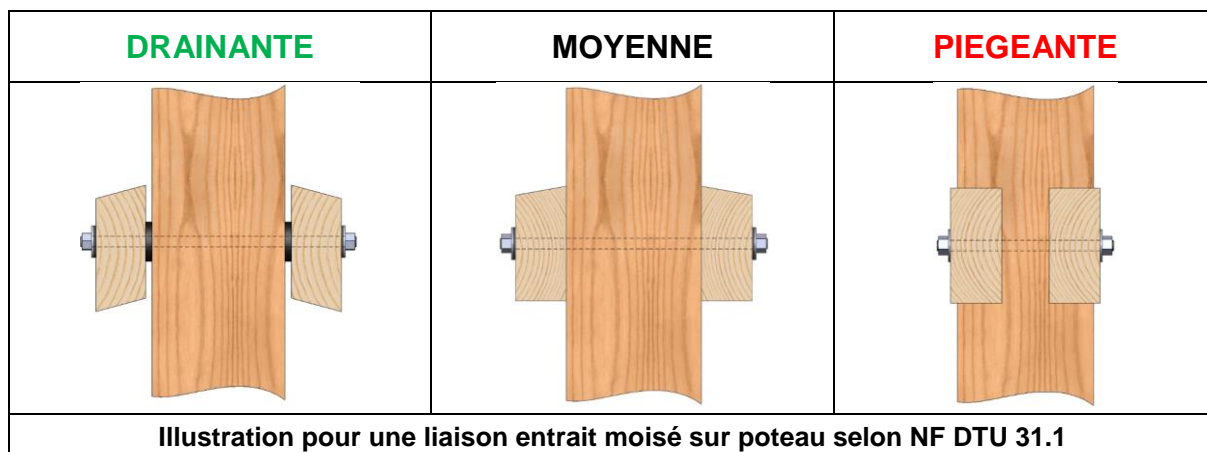 DRAINANTE
MOYENNE
PIEGEANTE
Illustration pour une liaison entrait moisé sur poteau selon NF DTU 31.1